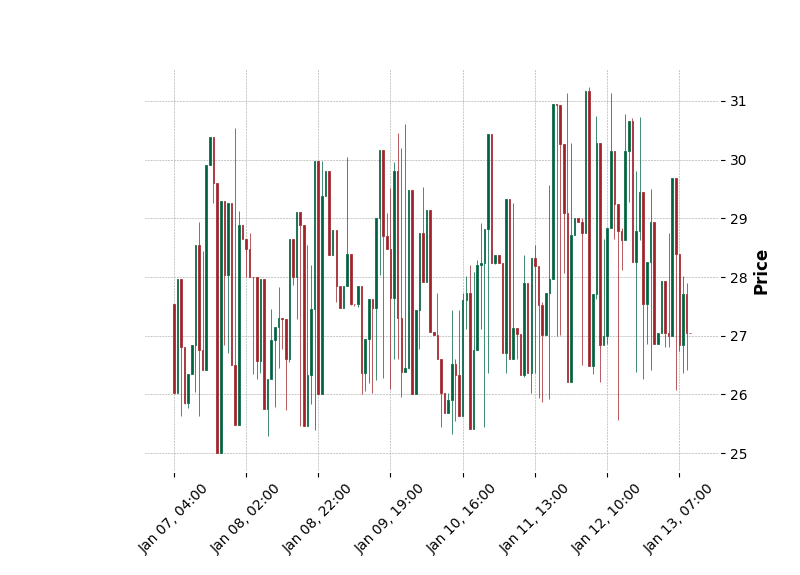 31
30
29
28
27
26
25
Price
Jan 07, 04:00
Jan 08, 02:00
Jan 08, 22:00
Jan 09, 19:00
Jan 10, 16:00
Jan 11, 13:00
Jan 12, 10:00
Jan 13, 07:00